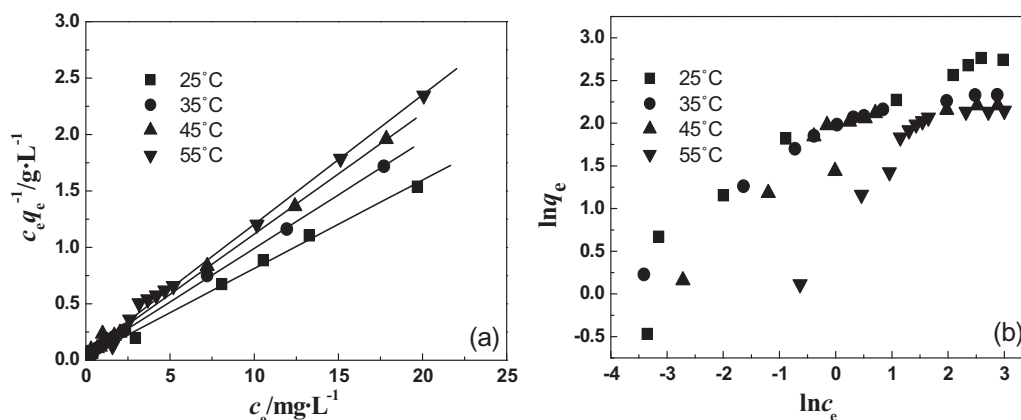 3.0
2.5
2.0
1.5
1.0
0.5
0.0
c_e q_e^-1/g·L^-1
25˚C
35˚C
45˚C
55˚C
(a)
0 5 10 15 20 25
c_e/mg·L^-1
3.0
2.5
2.0
1.5
1.0
0.5
0.0
-0.5
lnq_e
25˚C
35˚C
45˚C
55˚C
(b)
-4 -3 -2 -1 0 1 2 3
lnc_e